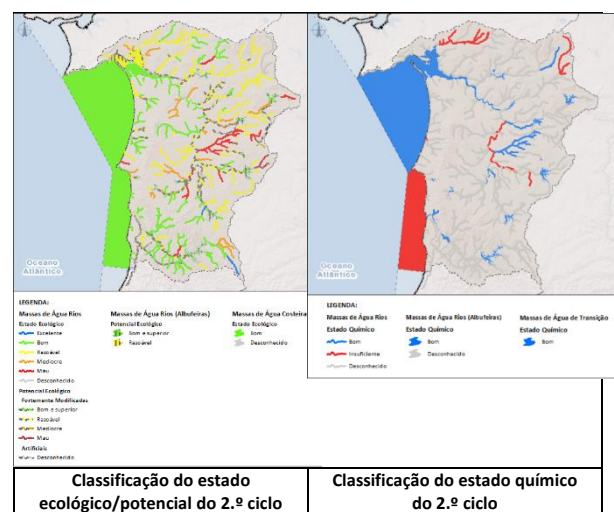 Oceano
Atlântico
LEGENDA:
Massas de Água Rios
Estado Ecológico
Excelente
Bom
Razoável
Medíocre
Mau
Desconhecido
Potencial Ecológico
Fortemente Modificadas
Bom e superior
Razoável
Medíocre
Mau
Artificiais
Desconhecido
Massas de Água Rios (Albufeiras)
Potencial Ecológico
Bom e superior
Razoável
Massas de Água Costeira
Estado Ecológico
Bom
Desconhecido
Classificação do estado
ecológico/potencial do 2.º ciclo
Oceano
Atlântico
LEGENDA:
Massas de Água Rios
Estado Químico
Bom
Insuficiente
Desconhecido
Massas de Água Rios (Albufeiras)
Estado Químico
Bom
Desconhecido
Massas de Água de Transição
Estado Químico
Bom
Classificação do estado químico
do 2.º ciclo